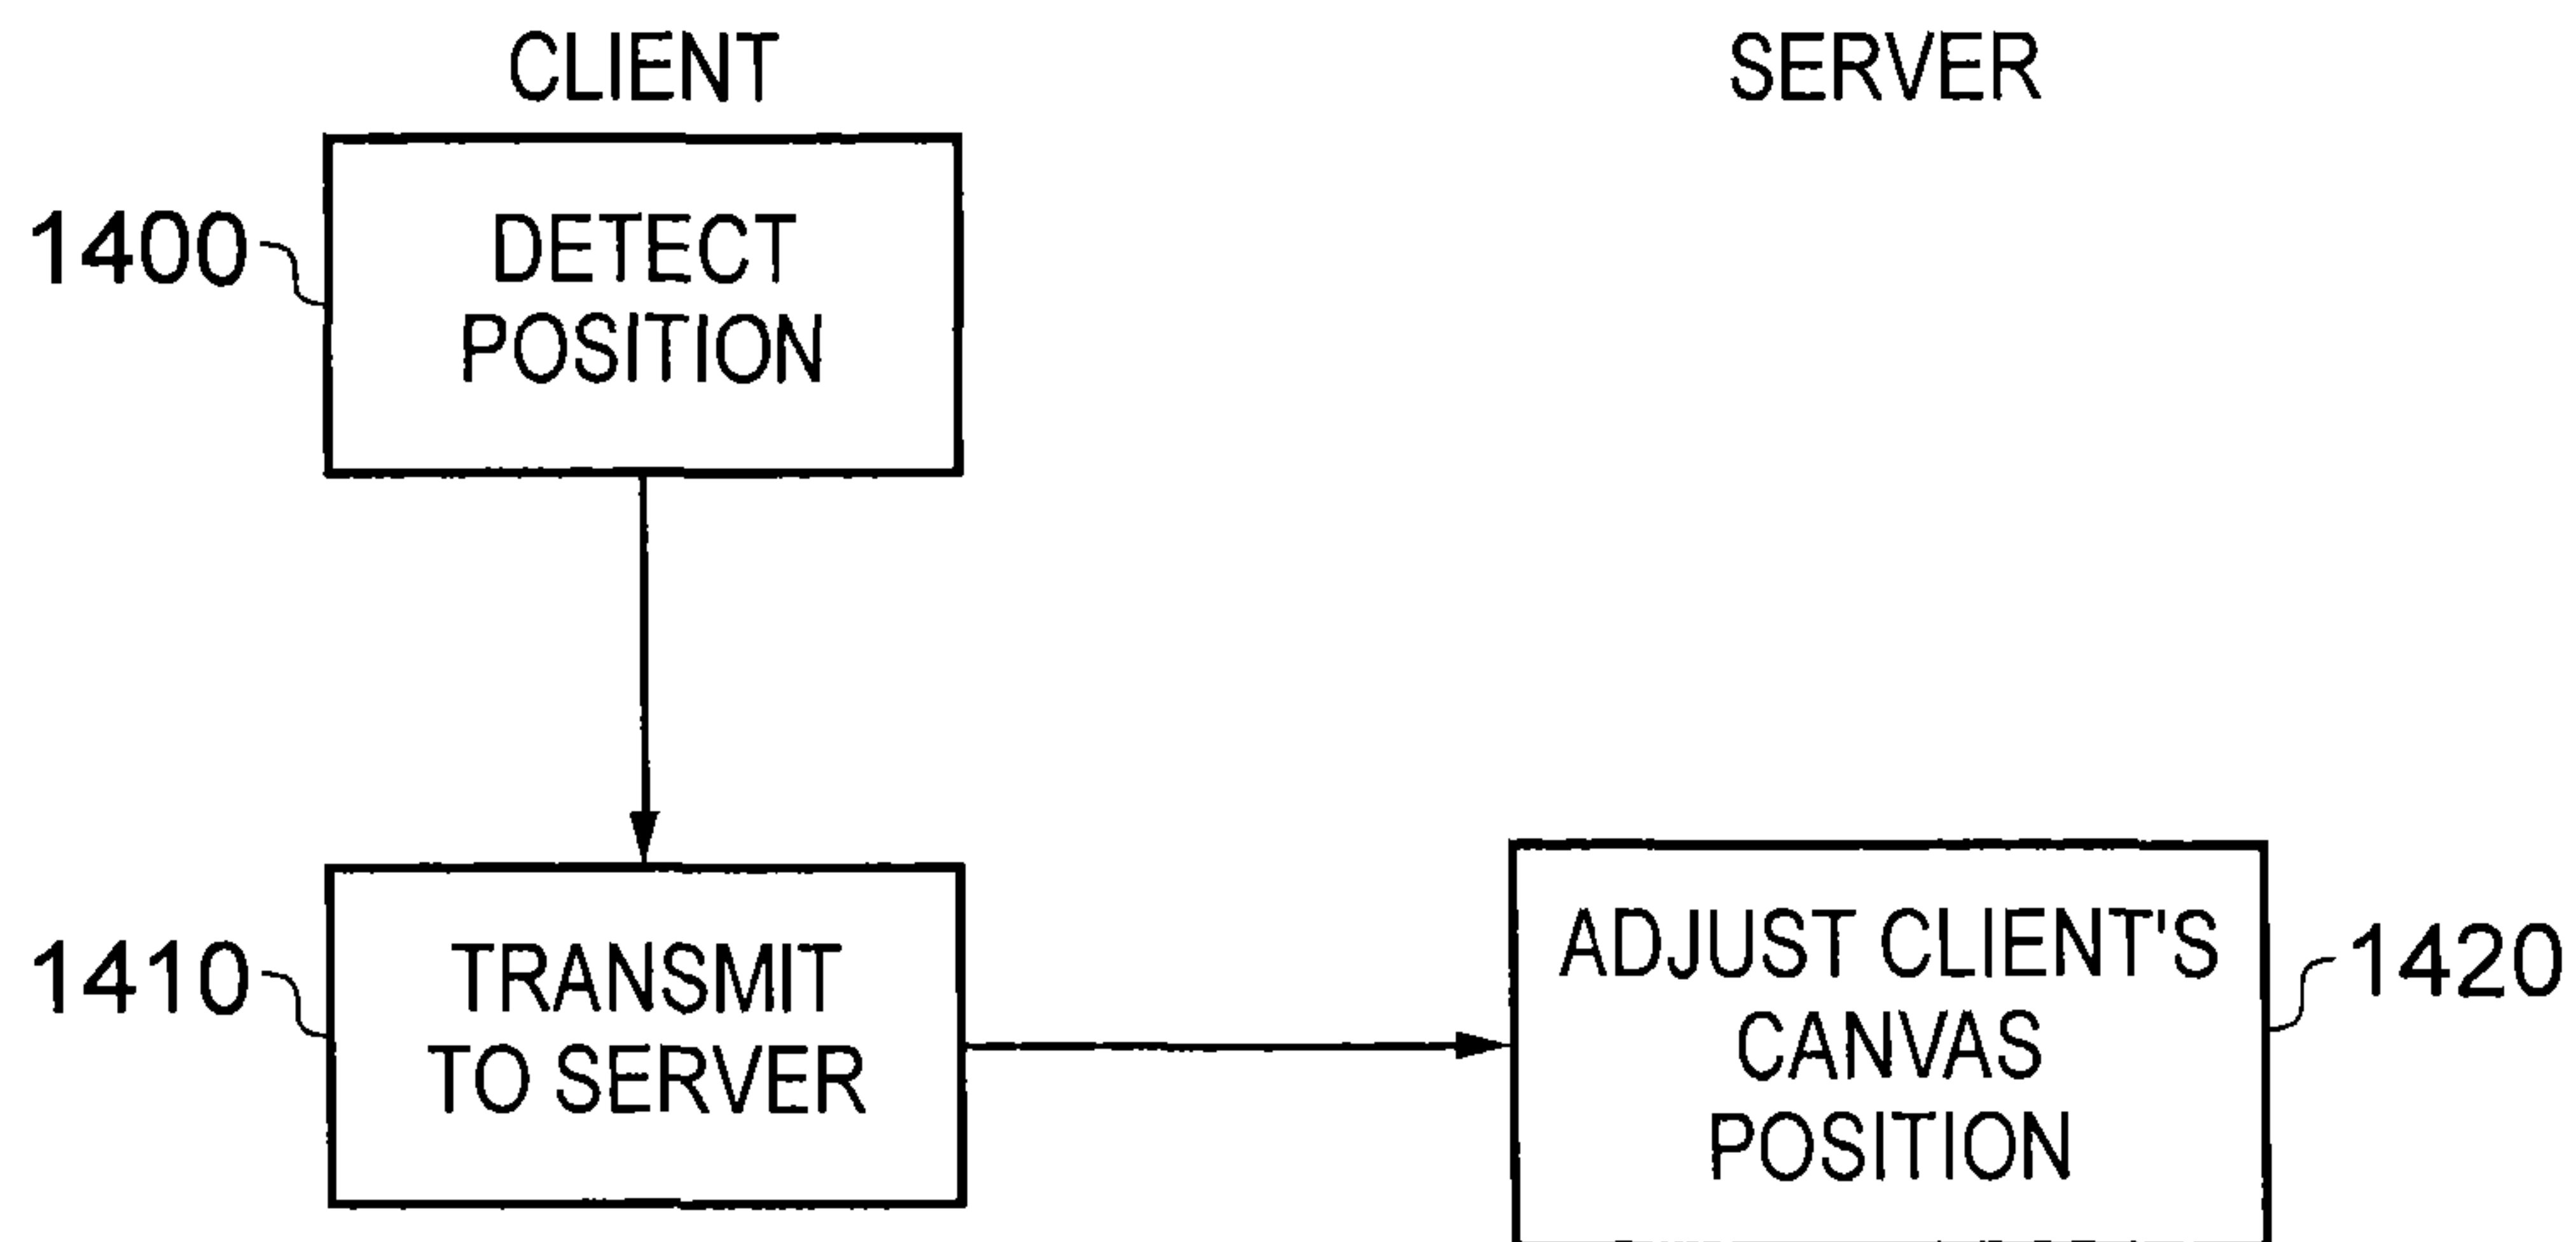 CLIENT
SERVER
1400
DETECT
POSITION
1410
TRANSMIT
TO SERVER
ADJUST CLIENT'S
CANVAS
POSITION
1420